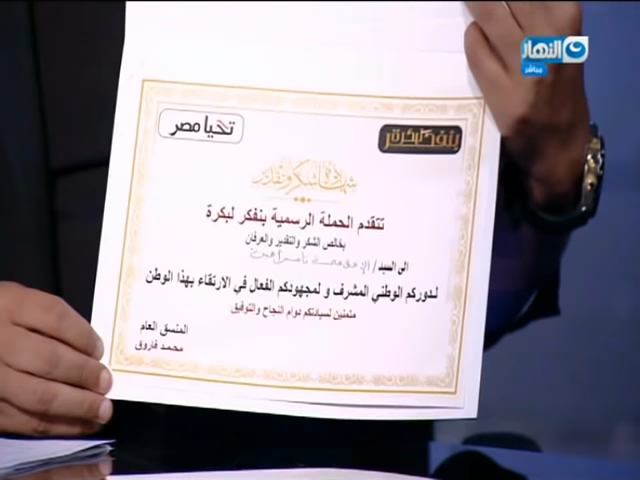 النهار
مباشر
تحيا مصر
بنفكر لبكرة
شهادة شكر وتقدير
تتقدم الحملة الرسمية بنفكر لبكرة
بخالص الشكر والتقدير والعرفان
الى السيد /
لدوركم الوطني المشرف و لمجهودكم الفعال في الارتقاء بهذا الوطن
متمنين لسيادتكم دوام النجاح والتوفيق
المنسق العام
محمد فاروق